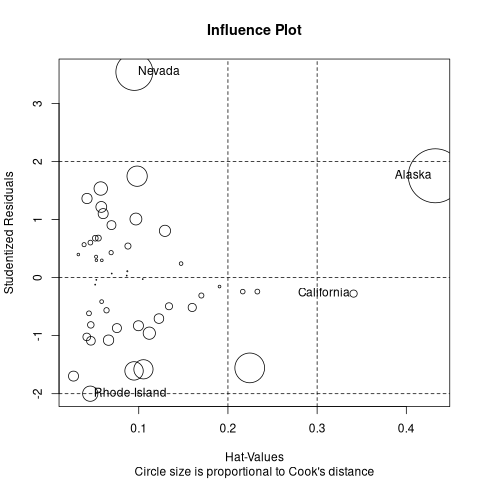 Influence Plot
Nevada
Alaska
California
Rhode Island
Studentized Residuals
3
2
1
0
-1
-2
0.1 0.2 0.3 0.4
Hat-Values
Circle size is proportional to Cook's distance